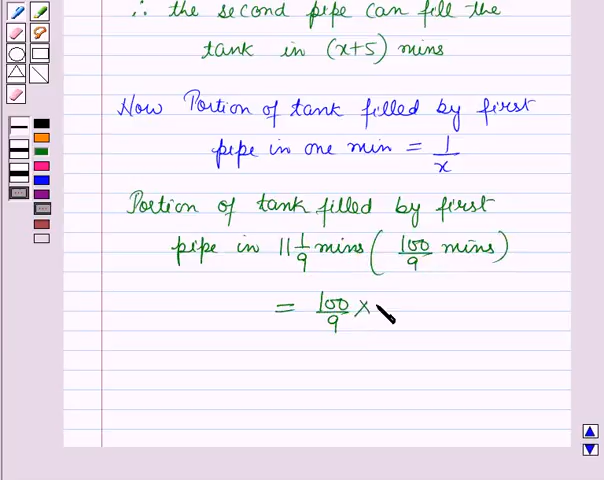 ∴ the second pipe can fill the
tank in (x+5) mins
Now Portion of tank filled by first
pipe in one min = 1/x
Portion of tank filled by first
pipe in 11 1/9 mins ( 100/9 mins )
= 100/9 ×